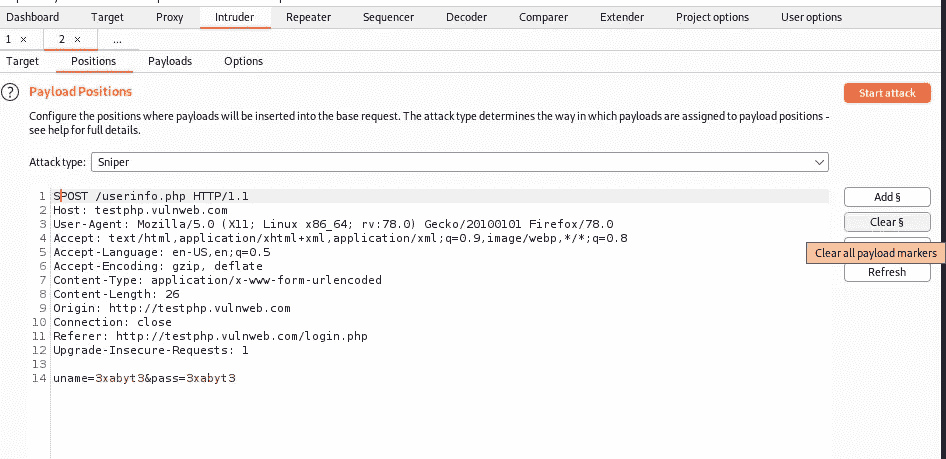 Dashboard Target Proxy Intruder Repeater Sequencer Decoder Comparer Extender Project options User options
1 × 2 × ...
Target Positions Payloads Options
? Payload Positions Start attack
Configure the positions where payloads will be inserted into the base request. The attack type determines the way in which payloads are assigned to payload positions -
see help for full details.
Attack type: Sniper
1 SPOST /userinfo.php HTTP/1.1 Add §
2 Host: testphp.vulnweb.com
3 User-Agent: Mozilla/5.0 (X11; Linux x86_64; rv:78.0) Gecko/20100101 Firefox/78.0 Clear §
4 Accept: text/html,application/xhtml+xml,application/xml;q=0.9,image/webp,*/*;q=0.8
5 Accept-Language: en-US,en;q=0.5 Clear all payload markers
6 Accept-Encoding: gzip, deflate Refresh
7 Content-Type: application/x-www-form-urlencoded
8 Content-Length: 26
9 Origin: http://testphp.vulnweb.com
10 Connection: close
11 Referer: http://testphp.vulnweb.com/login.php
12 Upgrade-Insecure-Requests: 1
13
14 uname=3xabyt3&pass=3xabyt3